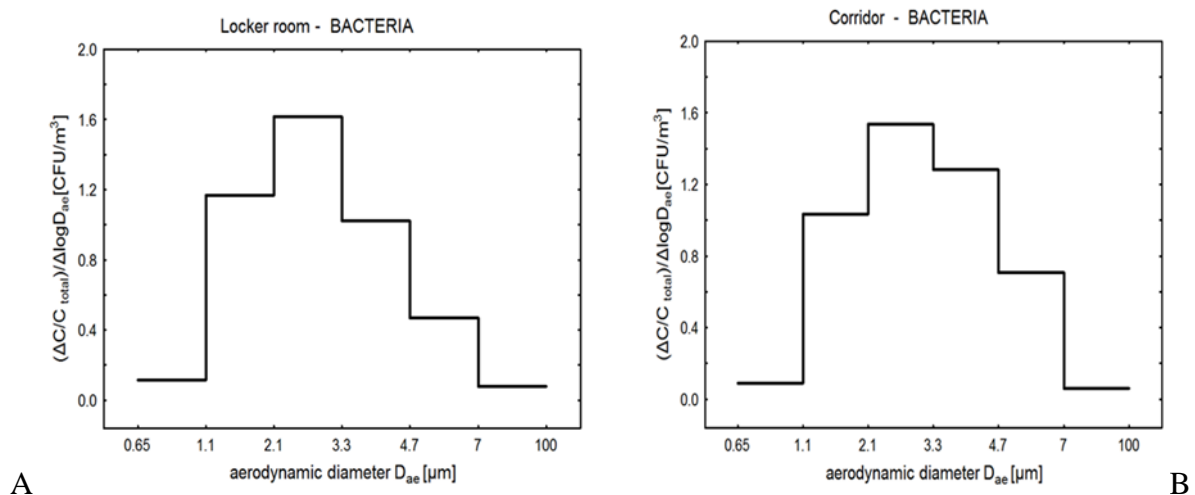 Locker room - BACTERIA
(ΔC/C total)/ΔlogDae[CFU/m³]
2.0
1.6
1.2
0.8
0.4
0.0
0.65 1.1 2.1 3.3 4.7 7 100
aerodynamic diameter Dae [µm]
A
Corridor - BACTERIA
(ΔC/C total)/ΔlogDae[CFU/m³]
2.0
1.6
1.2
0.8
0.4
0.0
0.65 1.1 2.1 3.3 4.7 7 100
aerodynamic diameter Dae [µm]
B